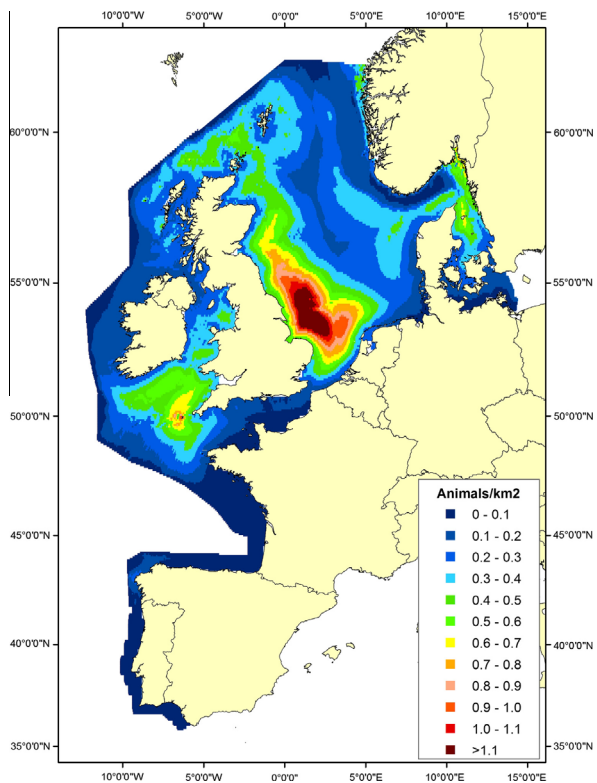 10°0'0"W 5°0'0"W 0°0'0" 5°0'0"E 10°0'0"E 15°0'0"E
60°0'0"N 60°0'0"N
55°0'0"N 55°0'0"N
50°0'0"N 50°0'0"N
45°0'0"N 45°0'0"N
40°0'0"N 40°0'0"N
35°0'0"N 35°0'0"N
Animals/km2
0 - 0.1
0.1 - 0.2
0.2 - 0.3
0.3 - 0.4
0.4 - 0.5
0.5 - 0.6
0.6 - 0.7
0.7 - 0.8
0.8 - 0.9
0.9 - 1.0
1.0 - 1.1
>1.1
10°0'0"W 5°0'0"W 0°0'0" 5°0'0"E 10°0'0"E 15°0'0"E